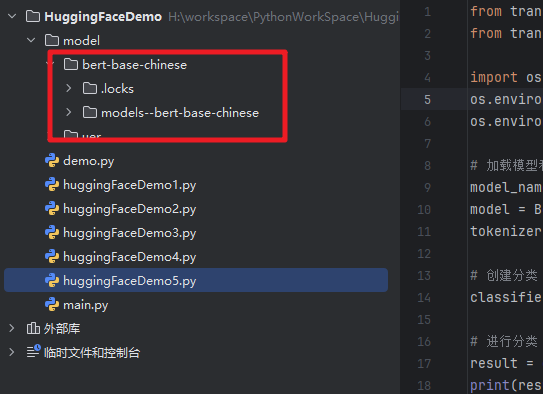 HuggingFaceDemo H:\workspace\PythonWorkSpace\Huggi
model
bert-base-chinese
.locks
models--bert-base-chinese
uer
demo.py
huggingFaceDemo1.py
huggingFaceDemo2.py
huggingFaceDemo3.py
huggingFaceDemo4.py
huggingFaceDemo5.py
main.py
外部库
临时文件和控制台
1 from tran
2 from tran
3
4 import os
5 os.enviro
6 os.enviro
7
8 # 加载模型和
9 model_nam
10 model = B
11 tokenizer
12
13 # 创建分类
14 classifie
15
16 # 进行分类
17 result =
18 print(res